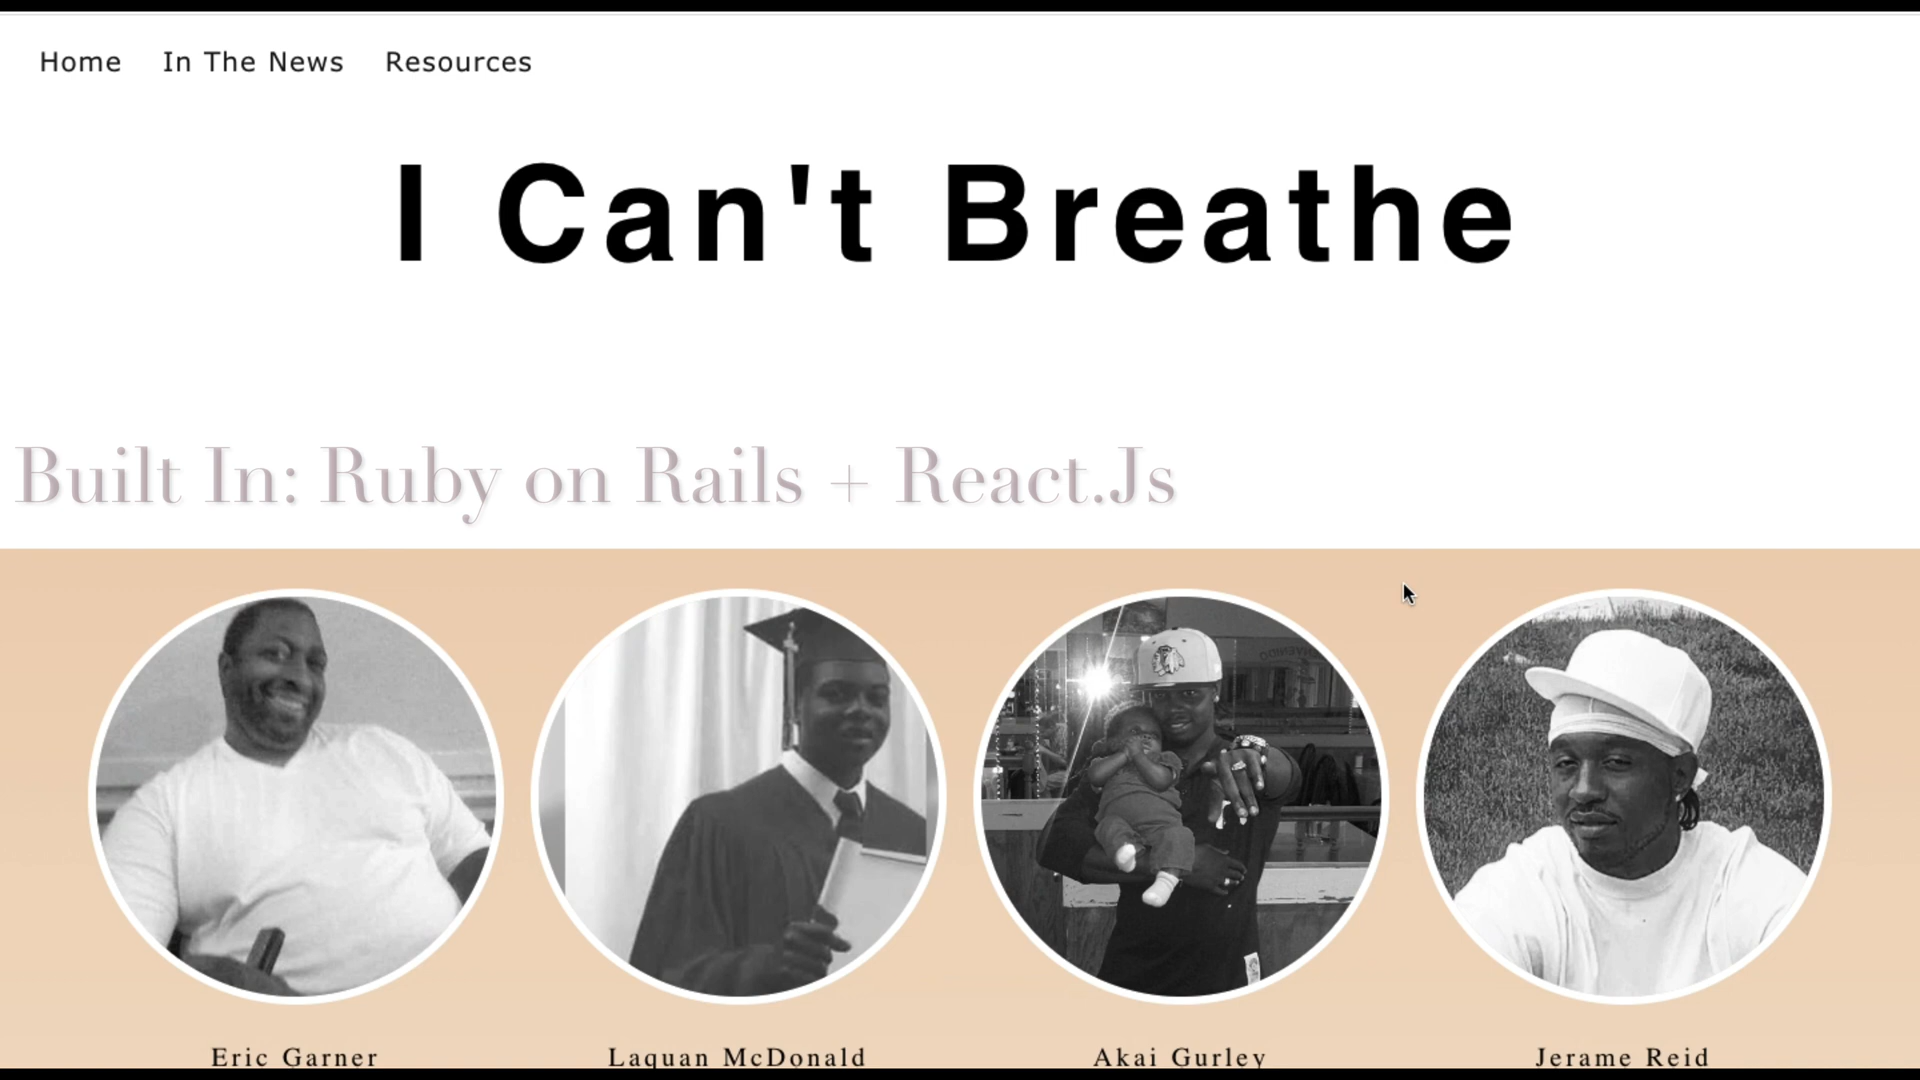 Home In The News Resources
I Can't Breathe
Built In: Ruby on Rails + React.Js
Eric Garner Laquan McDonald Akai Gurley Jerame Reid